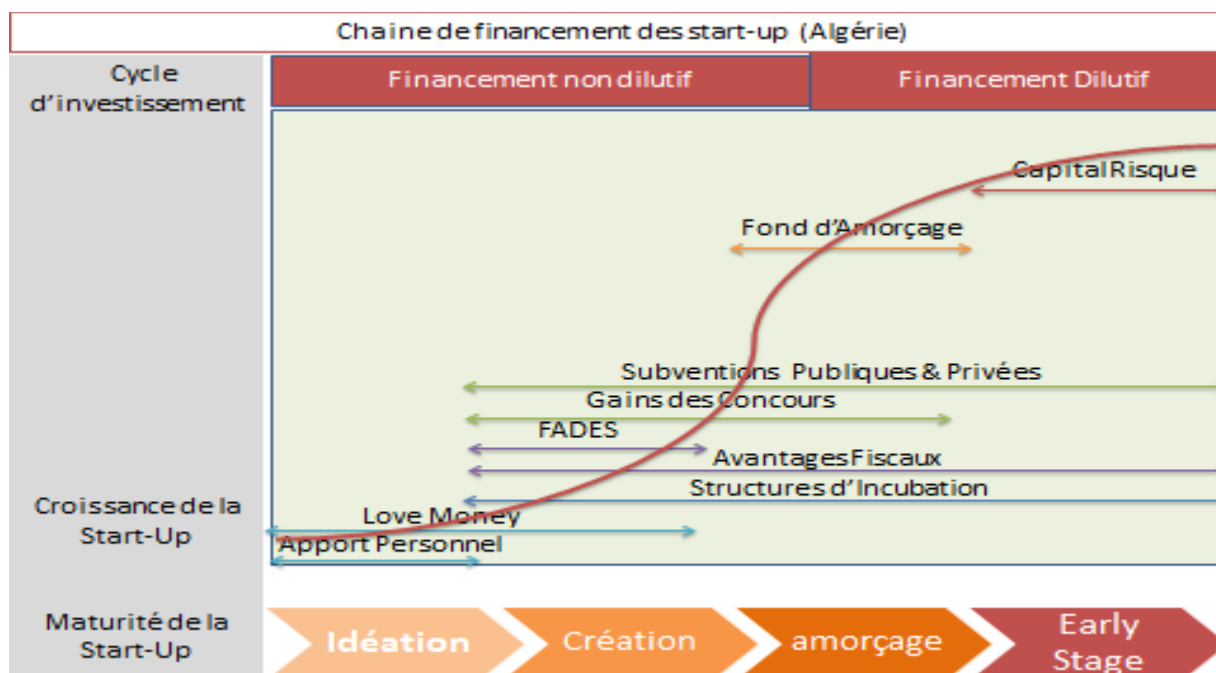 Chaine de financement des start-up (Algérie)
Cycle
d'investissement
Financement non dilutif
Financement Dilutif
Capital Risque
Fond d'Amorçage
Subventions Publiques & Privées
Gains des Concours
FADES
Avantages Fiscaux
Structures d'Incubation
Croissance de la
Start-Up
Love Money
Apport Personnel
Maturité de la
Start-Up
Idéation
Création
amorçage
Early
Stage